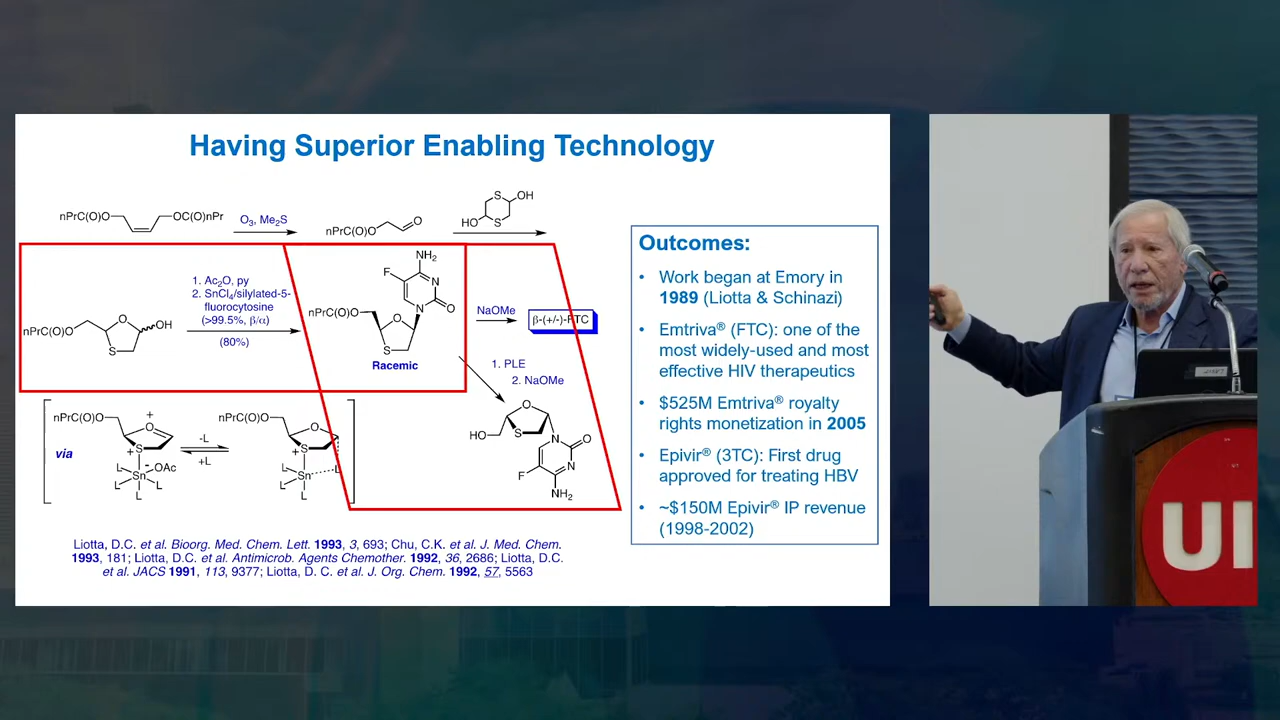 Having Superior Enabling Technology
nPrC(O)O
OC(O)nPr
O3, Me2S
nPrC(O)O
O
S
OH
HO
S
nPrC(O)O
O
OH
S
1. Ac2O, py
2. SnCl4/silylated-5-
fluorocytosine
(>99.5%, β/α)
(80%)
NH2
F
N
N
O
nPrC(O)O
O
S
Racemic
NaOMe
β-(+/-)-FTC
1. PLE
2. NaOMe
O
HO
S
N
O
F
N
NH2
via
nPrC(O)O
+
O
S
+
-
L
Sn
OAc
L
L
L
-L
+L
nPrC(O)O
O
S
+
L
Sn
L
L
L
L
Outcomes:
• Work began at Emory in
1989 (Liotta & Schinazi)
• Emtriva® (FTC): one of the
most widely-used and most
effective HIV therapeutics
• $525M Emtriva® royalty
rights monetization in 2005
• Epivir® (3TC): First drug
approved for treating HBV
• ~$150M Epivir® IP revenue
(1998-2002)
Liotta, D.C. et al. Bioorg. Med. Chem. Lett. 1993, 3, 693; Chu, C.K. et al. J. Med. Chem.
1993, 181; Liotta, D.C. et al. Antimicrob. Agents Chemother. 1992, 36, 2686; Liotta, D.C.
et al. JACS 1991, 113, 9377; Liotta, D. C. et al. J. Org. Chem. 1992, 57, 5563